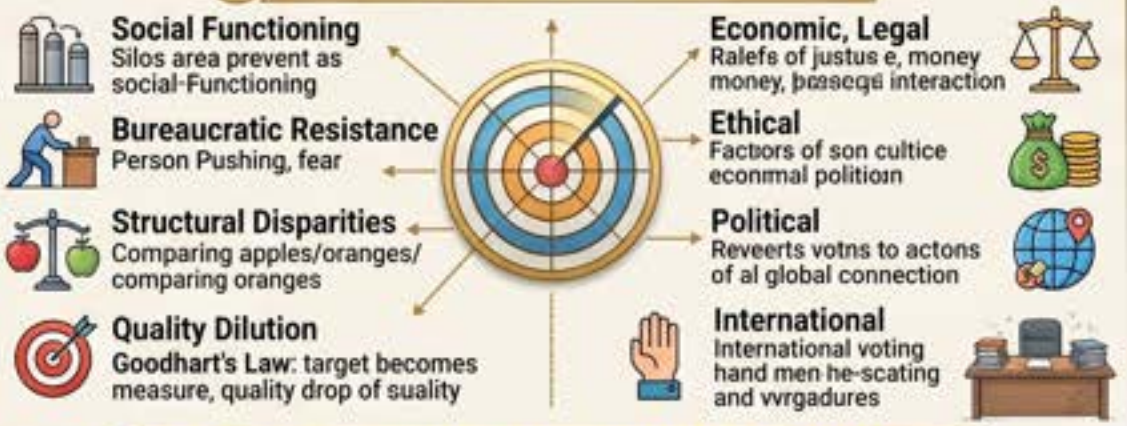 Social Functioning
Silos area prevent as
social-Functioning
Bureaucratic Resistance
Person Pushing, fear
Structural Disparities
Comparing apples/oranges/
comparing oranges
Quality Dilution
Goodhart's Law: target becomes
measure, quality drop of suality
Economic, Legal
Ralefs of justus e, money
money, interaction
Ethical
Factors of son cultice
econmal politioin
Political
Reveerts votns to actons
of al global connection
International
International voting
hand men he-scating
and vvrgadures